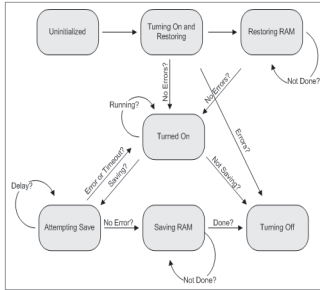 Uninitialized
Turning On and
Restoring
Restoring RAM
No Errors?
No Errors?
Not Done?
Running?
Errors?
Turned On
Error or Timeout?
Saving?
Not Saving?
Delay?
Attempting Save
No Error?
Saving RAM
Done?
Turning Off
Not Done?